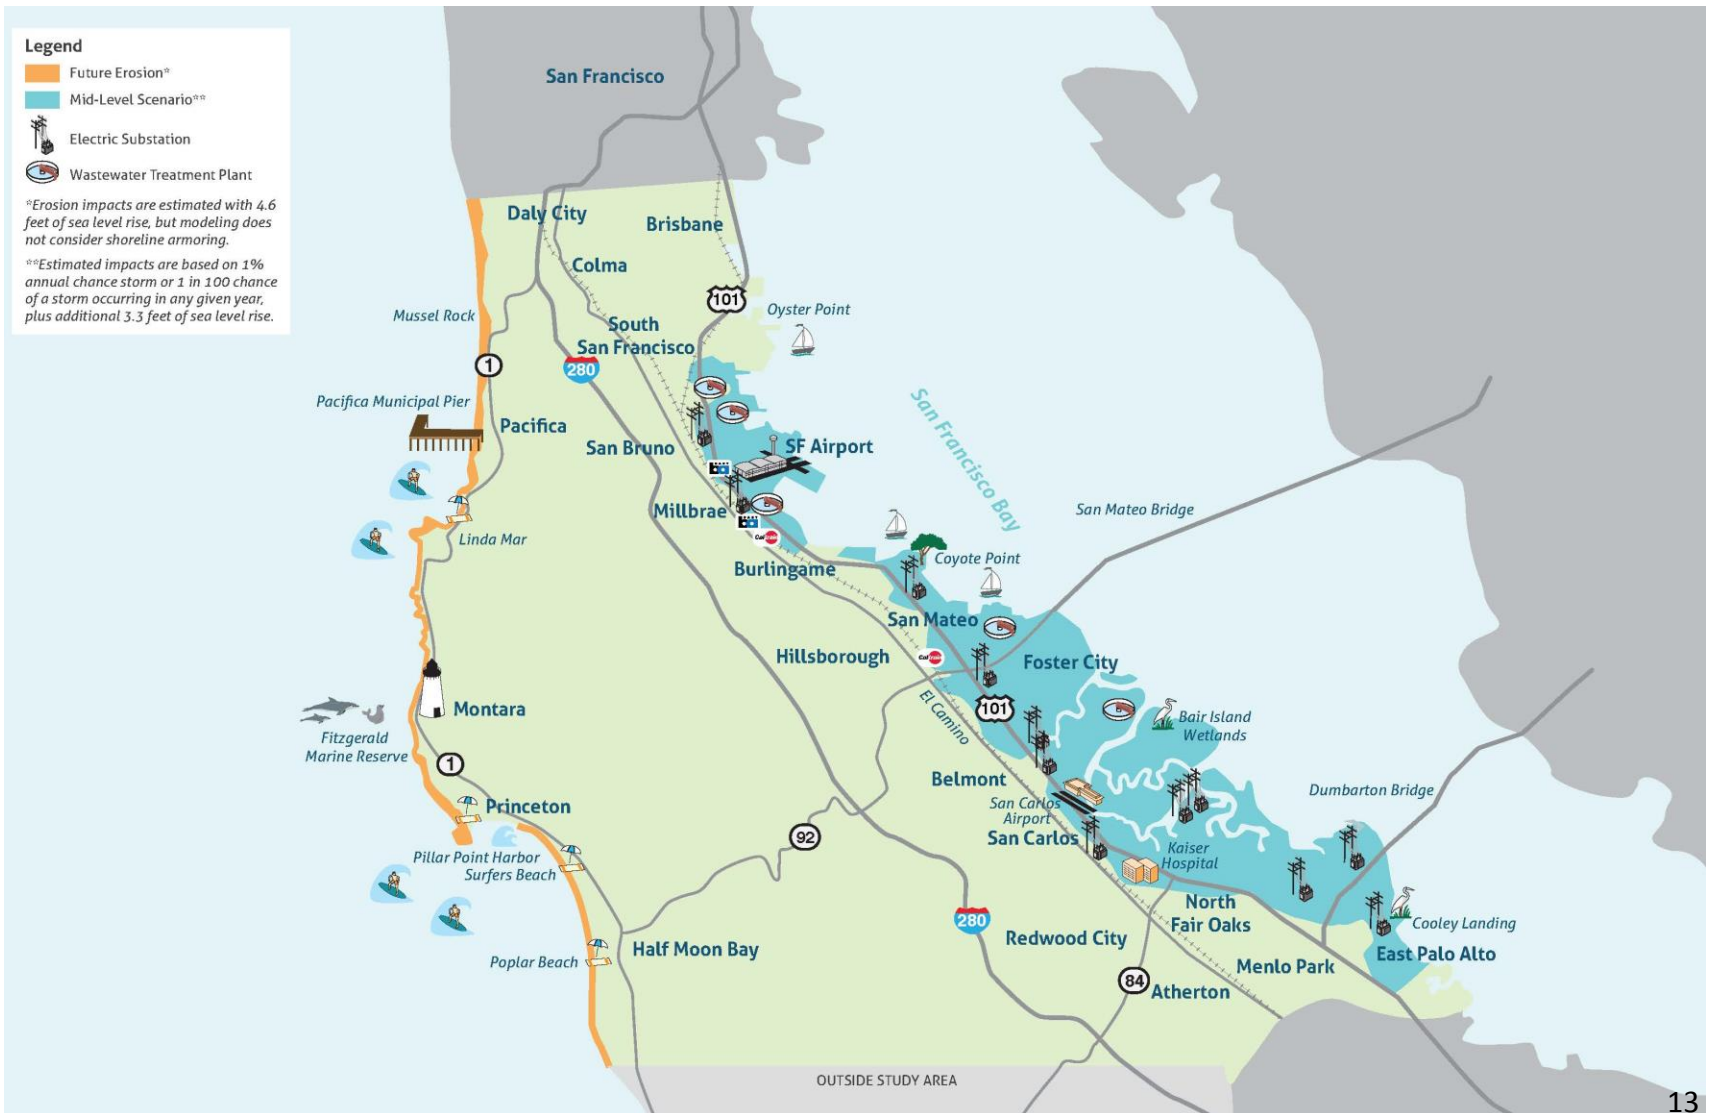 Legend
Future Erosion*
Mid-Level Scenario**
Electric Substation
Wastewater Treatment Plant
*Erosion impacts are estimated with 4.6
feet of sea level rise, but modeling does
not consider shoreline armoring.
**Estimated impacts are based on 1%
annual chance storm or 1 in 100 chance
of a storm occurring in any given year,
plus additional 3.3 feet of sea level rise.
San Francisco
Daly City
Brisbane
Colma
101
Oyster Point
Mussel Rock
South
San Francisco
1
280
Pacifica Municipal Pier
Pacifica
San Bruno
SF Airport
San Francisco Bay
Millbrae
San Mateo Bridge
Linda Mar
Caltrain
Coyote Point
Burlingame
San Mateo
Hillsborough
Caltrain
Foster City
El Camino
101
Montara
Bair Island
Wetlands
Fitzgerald
Marine Reserve
1
Belmont
Dumbarton Bridge
Princeton
San Carlos
Airport
San Carlos
92
Kaiser
Hospital
Pillar Point Harbor
Surfers Beach
North
Fair Oaks
280
Cooley Landing
Redwood City
Half Moon Bay
East Palo Alto
Poplar Beach
Menlo Park
84
Atherton
OUTSIDE STUDY AREA
13